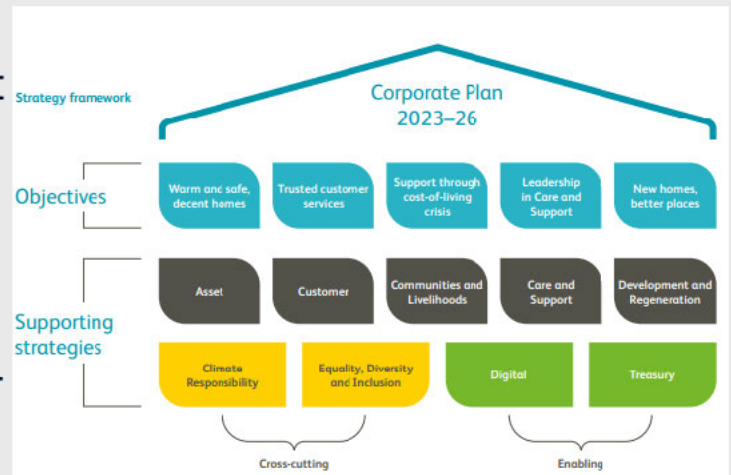 Strategy framework
Corporate Plan
2023–26
Objectives
Warm and safe,
decent homes
Trusted customer
services
Support through
cost-of-living
crisis
Leadership
in Care and
Support
New homes,
better places
Supporting
strategies
Asset
Customer
Communities and
Livelihoods
Care and
Support
Development and
Regeneration
Climate
Responsibility
Equality, Diversity
and Inclusion
Digital
Treasury
Cross-cutting
Enabling